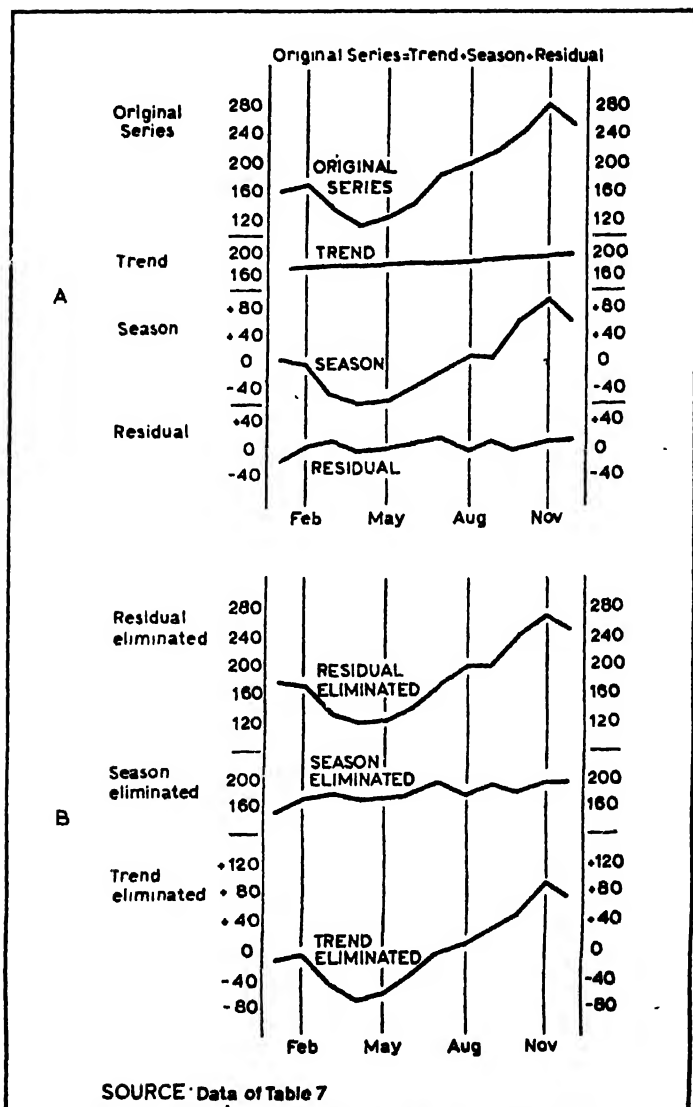 Original Series=Trend+Season+Residual
Original
Series
280 280
240 240
200 200
160 160
120 120
ORIGINAL
SERIES
Trend
200 200
160 160
TREND
A
Season
+80 +80
+40 +40
0 0
-40 -40
SEASON
Residual
+40 +40
0 0
-40 -40
RESIDUAL
Feb May Aug Nov
Residual
eliminated
280 280
240 240
200 200
160 160
120 120
RESIDUAL
ELIMINATED
Season
eliminated
200 200
160 160
SEASON
ELIMINATED
B
Trend
eliminated
+120 +120
+80 +80
+40 +40
0 0
-40 -40
-80 -80
TREND
ELIMINATED
Feb May Aug Nov
SOURCE Data of Table 7